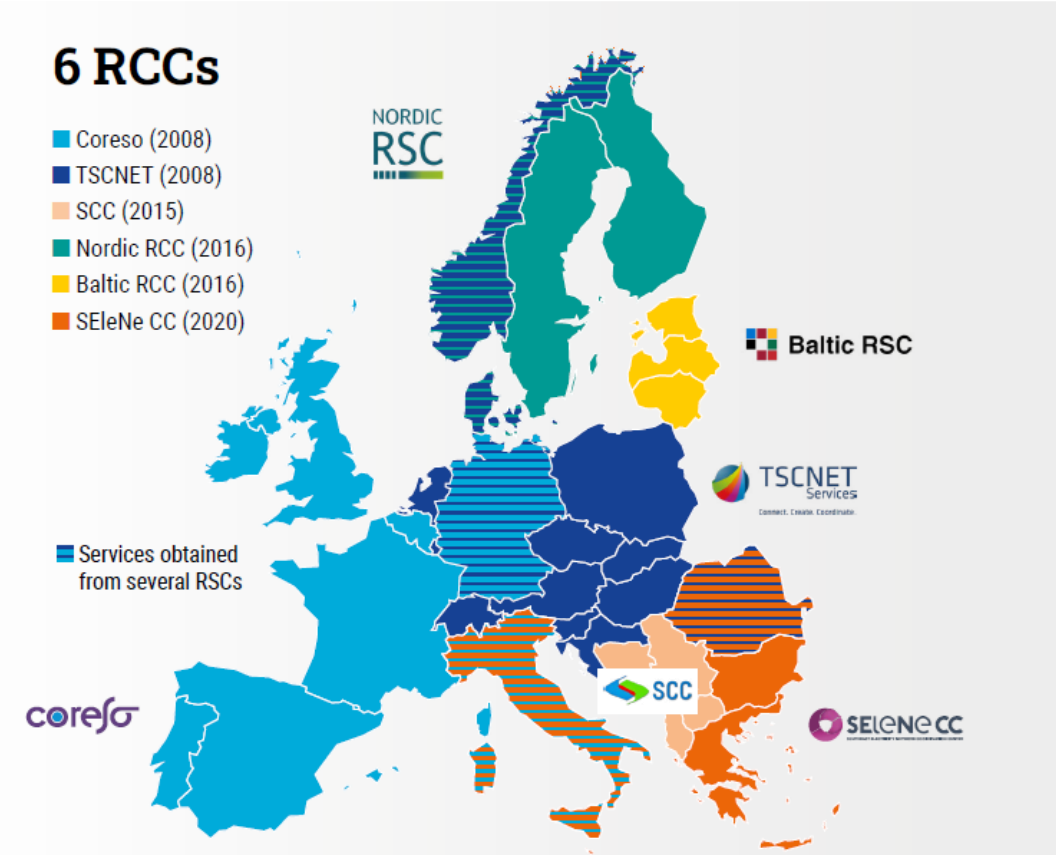 6 RCCs
Coreso (2008)
TSCNET (2008)
SCC (2015)
Nordic RCC (2016)
Baltic RCC (2016)
SEleNe CC (2020)
NORDIC
RSC
Baltic RSC
TSCNET
Services
Connect. Create. Coordinate.
Services obtained
from several RSCs
SCC
coreso
SELENE CC